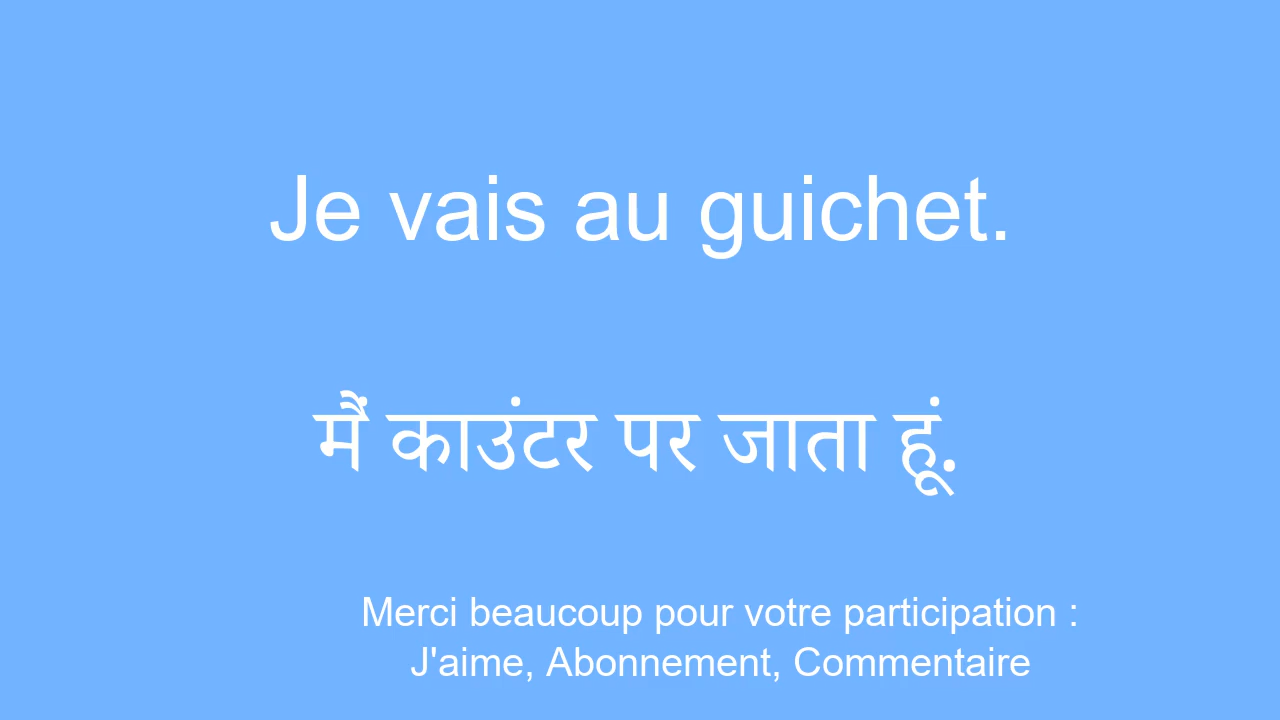 Je vais au guichet.
मैं काउंटर पर जाता हूं.
Merci beaucoup pour votre participation :
J'aime, Abonnement, Commentaire